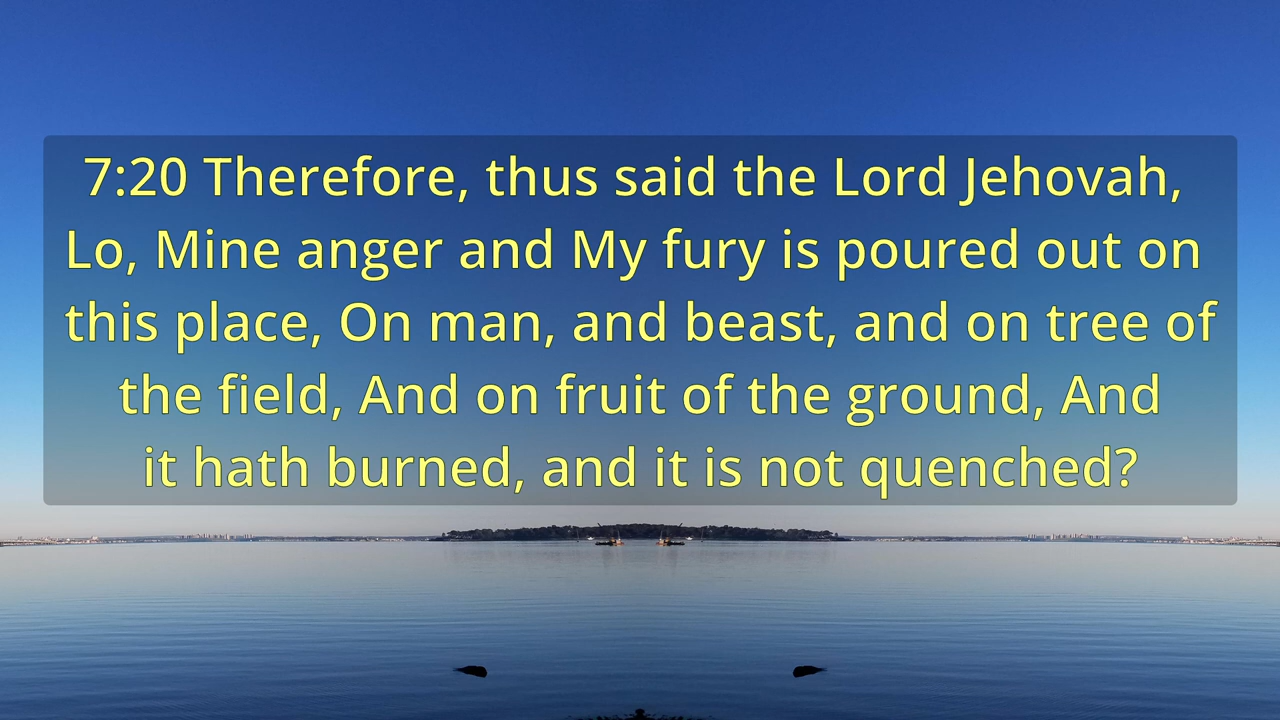 7:20 Therefore, thus said the Lord Jehovah,
Lo, Mine anger and My fury is poured out on
this place, On man, and beast, and on tree of
the field, And on fruit of the ground, And
it hath burned, and it is not quenched?